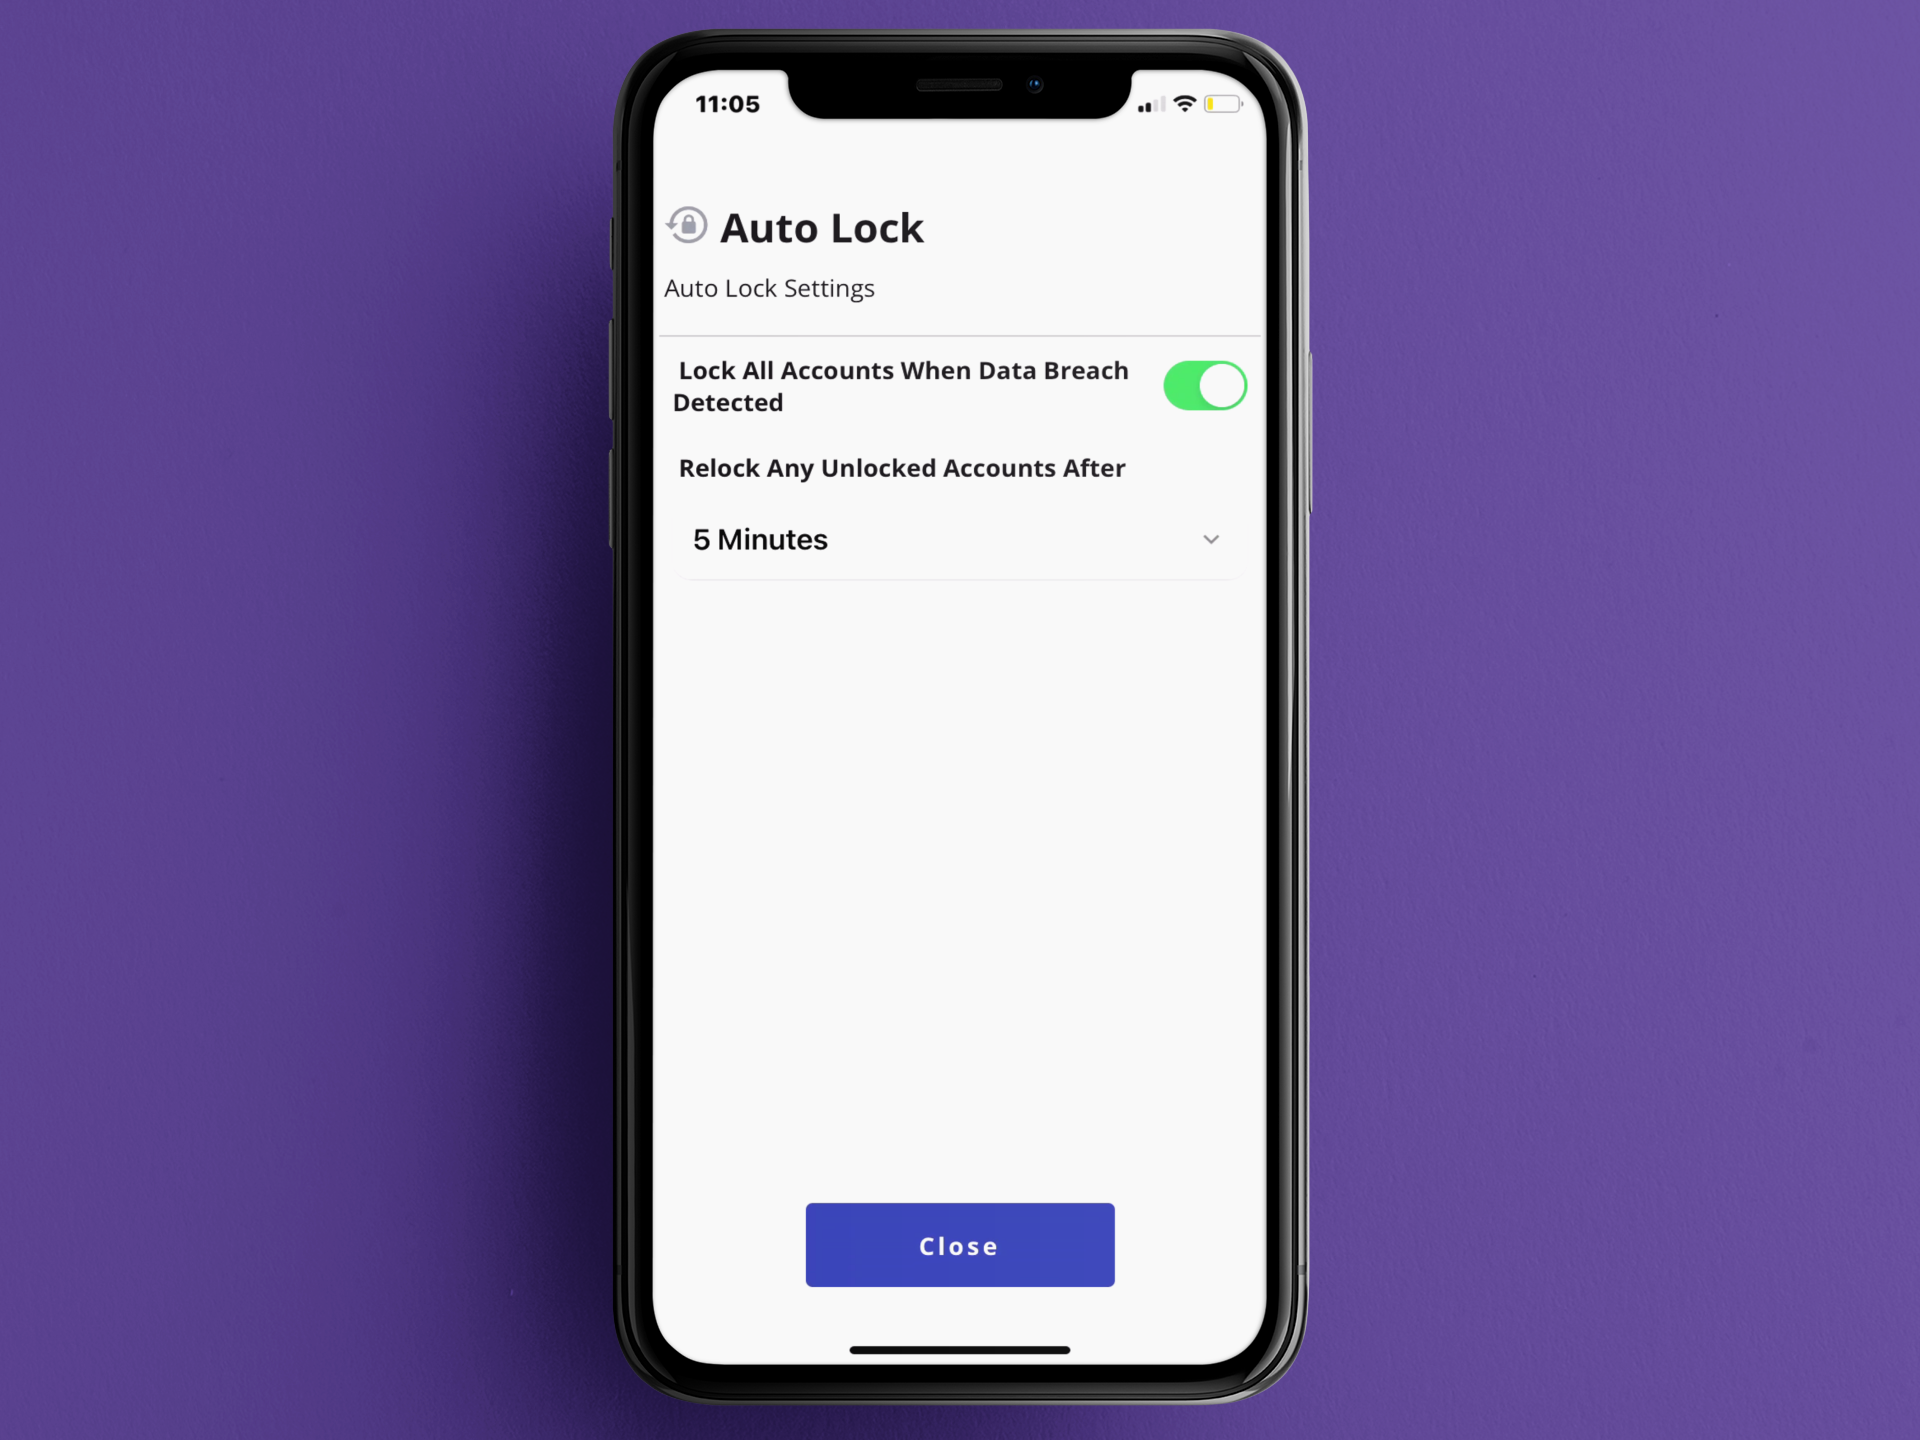 11:05
Auto Lock
Auto Lock Settings
Lock All Accounts When Data Breach
Detected
Relock Any Unlocked Accounts After
5 Minutes
Close